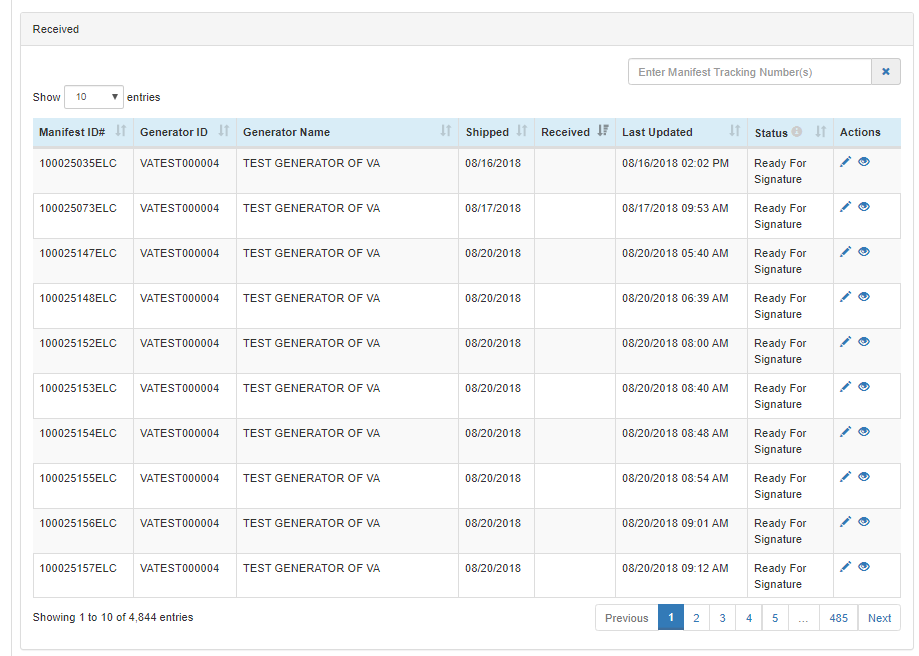 Received
Enter Manifest Tracking Number(s)
Show 10 entries
Manifest ID# Generator ID Generator Name Shipped Received Last Updated Status Actions
100025035ELC VATEST000004 TEST GENERATOR OF VA 08/16/2018 08/16/2018 02:02 PM Ready For
Signature
100025073ELC VATEST000004 TEST GENERATOR OF VA 08/17/2018 08/17/2018 09:53 AM Ready For
Signature
100025147ELC VATEST000004 TEST GENERATOR OF VA 08/20/2018 08/20/2018 05:40 AM Ready For
Signature
100025148ELC VATEST000004 TEST GENERATOR OF VA 08/20/2018 08/20/2018 06:39 AM Ready For
Signature
100025152ELC VATEST000004 TEST GENERATOR OF VA 08/20/2018 08/20/2018 08:00 AM Ready For
Signature
100025153ELC VATEST000004 TEST GENERATOR OF VA 08/20/2018 08/20/2018 08:40 AM Ready For
Signature
100025154ELC VATEST000004 TEST GENERATOR OF VA 08/20/2018 08/20/2018 08:48 AM Ready For
Signature
100025155ELC VATEST000004 TEST GENERATOR OF VA 08/20/2018 08/20/2018 08:54 AM Ready For
Signature
100025156ELC VATEST000004 TEST GENERATOR OF VA 08/20/2018 08/20/2018 09:01 AM Ready For
Signature
100025157ELC VATEST000004 TEST GENERATOR OF VA 08/20/2018 08/20/2018 09:12 AM Ready For
Signature
Showing 1 to 10 of 4,844 entries Previous 1 2 3 4 5 ... 485 Next